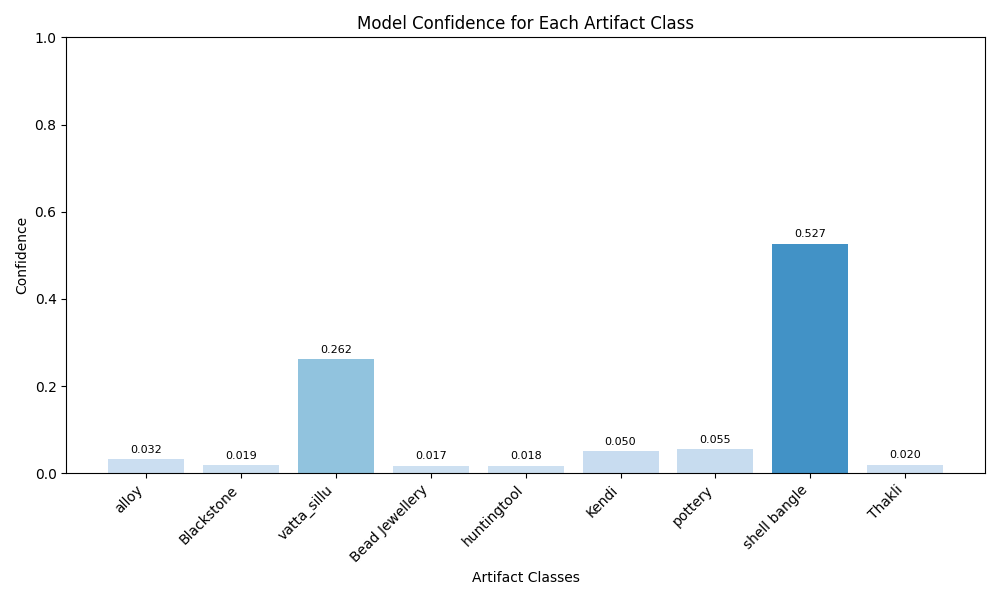 Model Confidence for Each Artifact Class
1.0
0.8
0.6
0.4
0.2
0.0
Confidence
0.032
0.019
0.262
0.017
0.018
0.050
0.055
0.527
0.020
alloy
Blackstone
vatta_sillu
Bead Jewellery
huntingtool
Kendi
pottery
shell bangle
Thakli
Artifact Classes